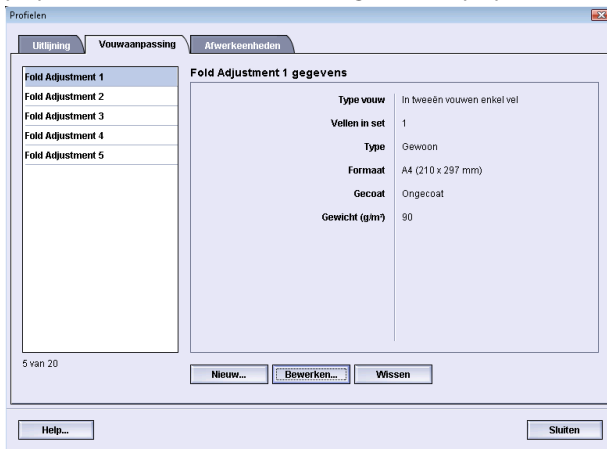 Profielen
Uitlijning
Vouwaanpassing
Afwerkeenheden
Fold Adjustment 1
Fold Adjustment 2
Fold Adjustment 3
Fold Adjustment 4
Fold Adjustment 5
5 van 20
Fold Adjustment 1 gegevens
Type vouw In tweeën vouwen enkel vel
Vellen in set 1
Type Gewoon
Formaat A4 (210 x 297 mm)
Gecoat Ongecoat
Gewicht (g/m²) 90
Nieuw... Bewerken... Wissen
Help... Sluiten